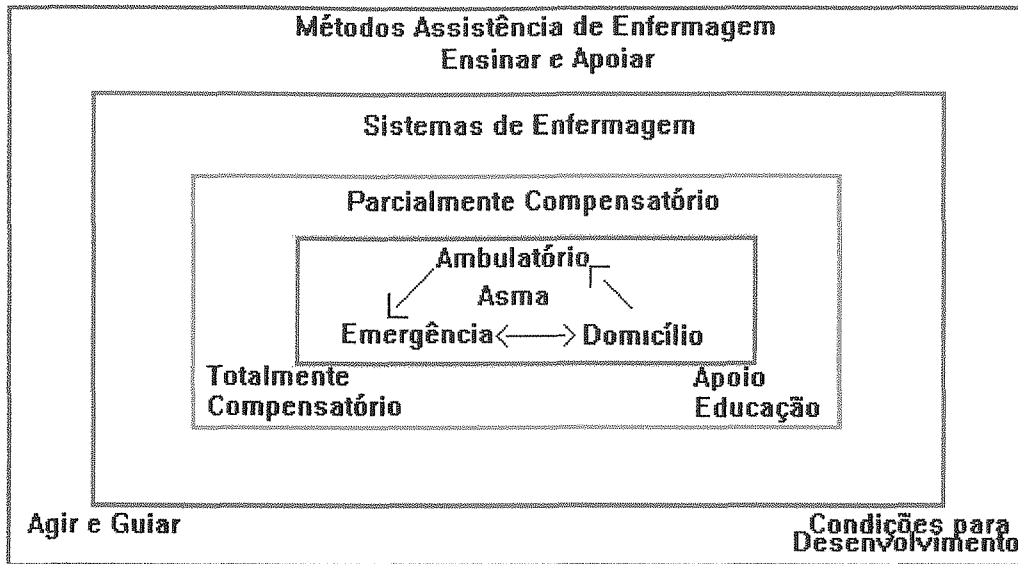 Métodos Assistência de Enfermagem
Ensinar e Apoiar
Sistemas de Enfermagem
Parcialmente Compensatório
Ambulatório
Asma
Emergência
Domicílio
Totalmente
Compensatório
Apoio
Educação
Agir e Guiar
Condições para
Desenvolvimento